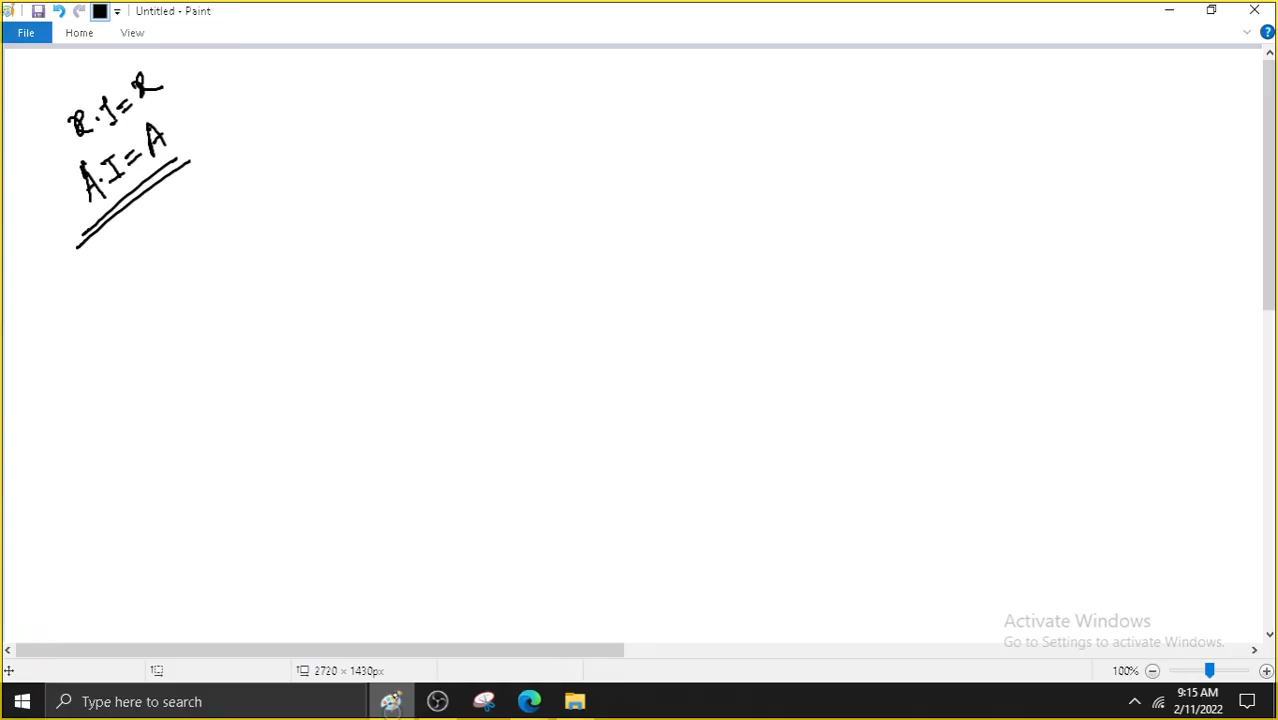 Untitled - Paint
File Home View
R·I=R
A·I=A
Activate Windows
Go to Settings to activate Windows.
2720 × 1430px
100%
Type here to search
9:15 AM
2/11/2022